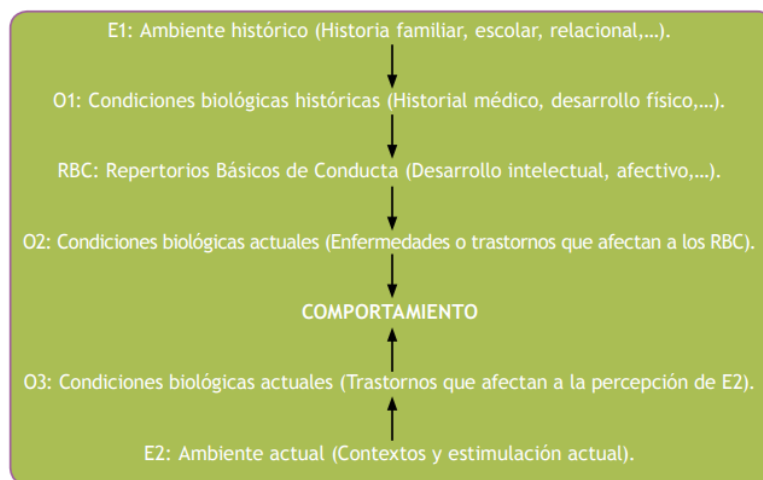 E1: Ambiente histórico (Historia familiar, escolar, relacional,…).
O1: Condiciones biológicas históricas (Historial médico, desarrollo físico,…).
RBC: Repertorios Básicos de Conducta (Desarrollo intelectual, afectivo,…).
O2: Condiciones biológicas actuales (Enfermedades o trastornos que afectan a los RBC).
COMPORTAMIENTO
O3: Condiciones biológicas actuales (Trastornos que afectan a la percepción de E2).
E2: Ambiente actual (Contextos y estimulación actual).